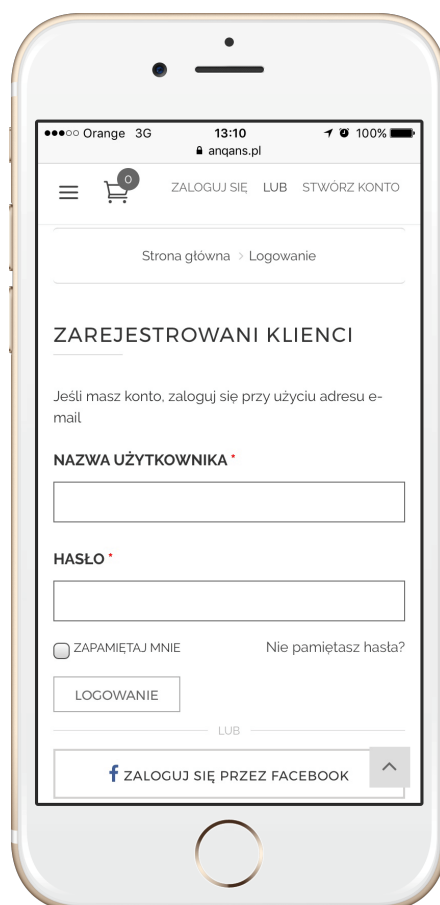 Orange 3G 13:10 100%
anqans.pl
0 ZALOGUJ SIĘ LUB STWÓRZ KONTO
Strona główna > Logowanie
ZAREJESTROWANI KLIENCI
Jeśli masz konto, zaloguj się przy użyciu adresu e-
mail
NAZWA UŻYTKOWNIKA *
HASŁO *
ZAPAMIĘTAJ MNIE Nie pamiętasz hasła?
LOGOWANIE
LUB
f ZALOGUJ SIĘ PRZEZ FACEBOOK